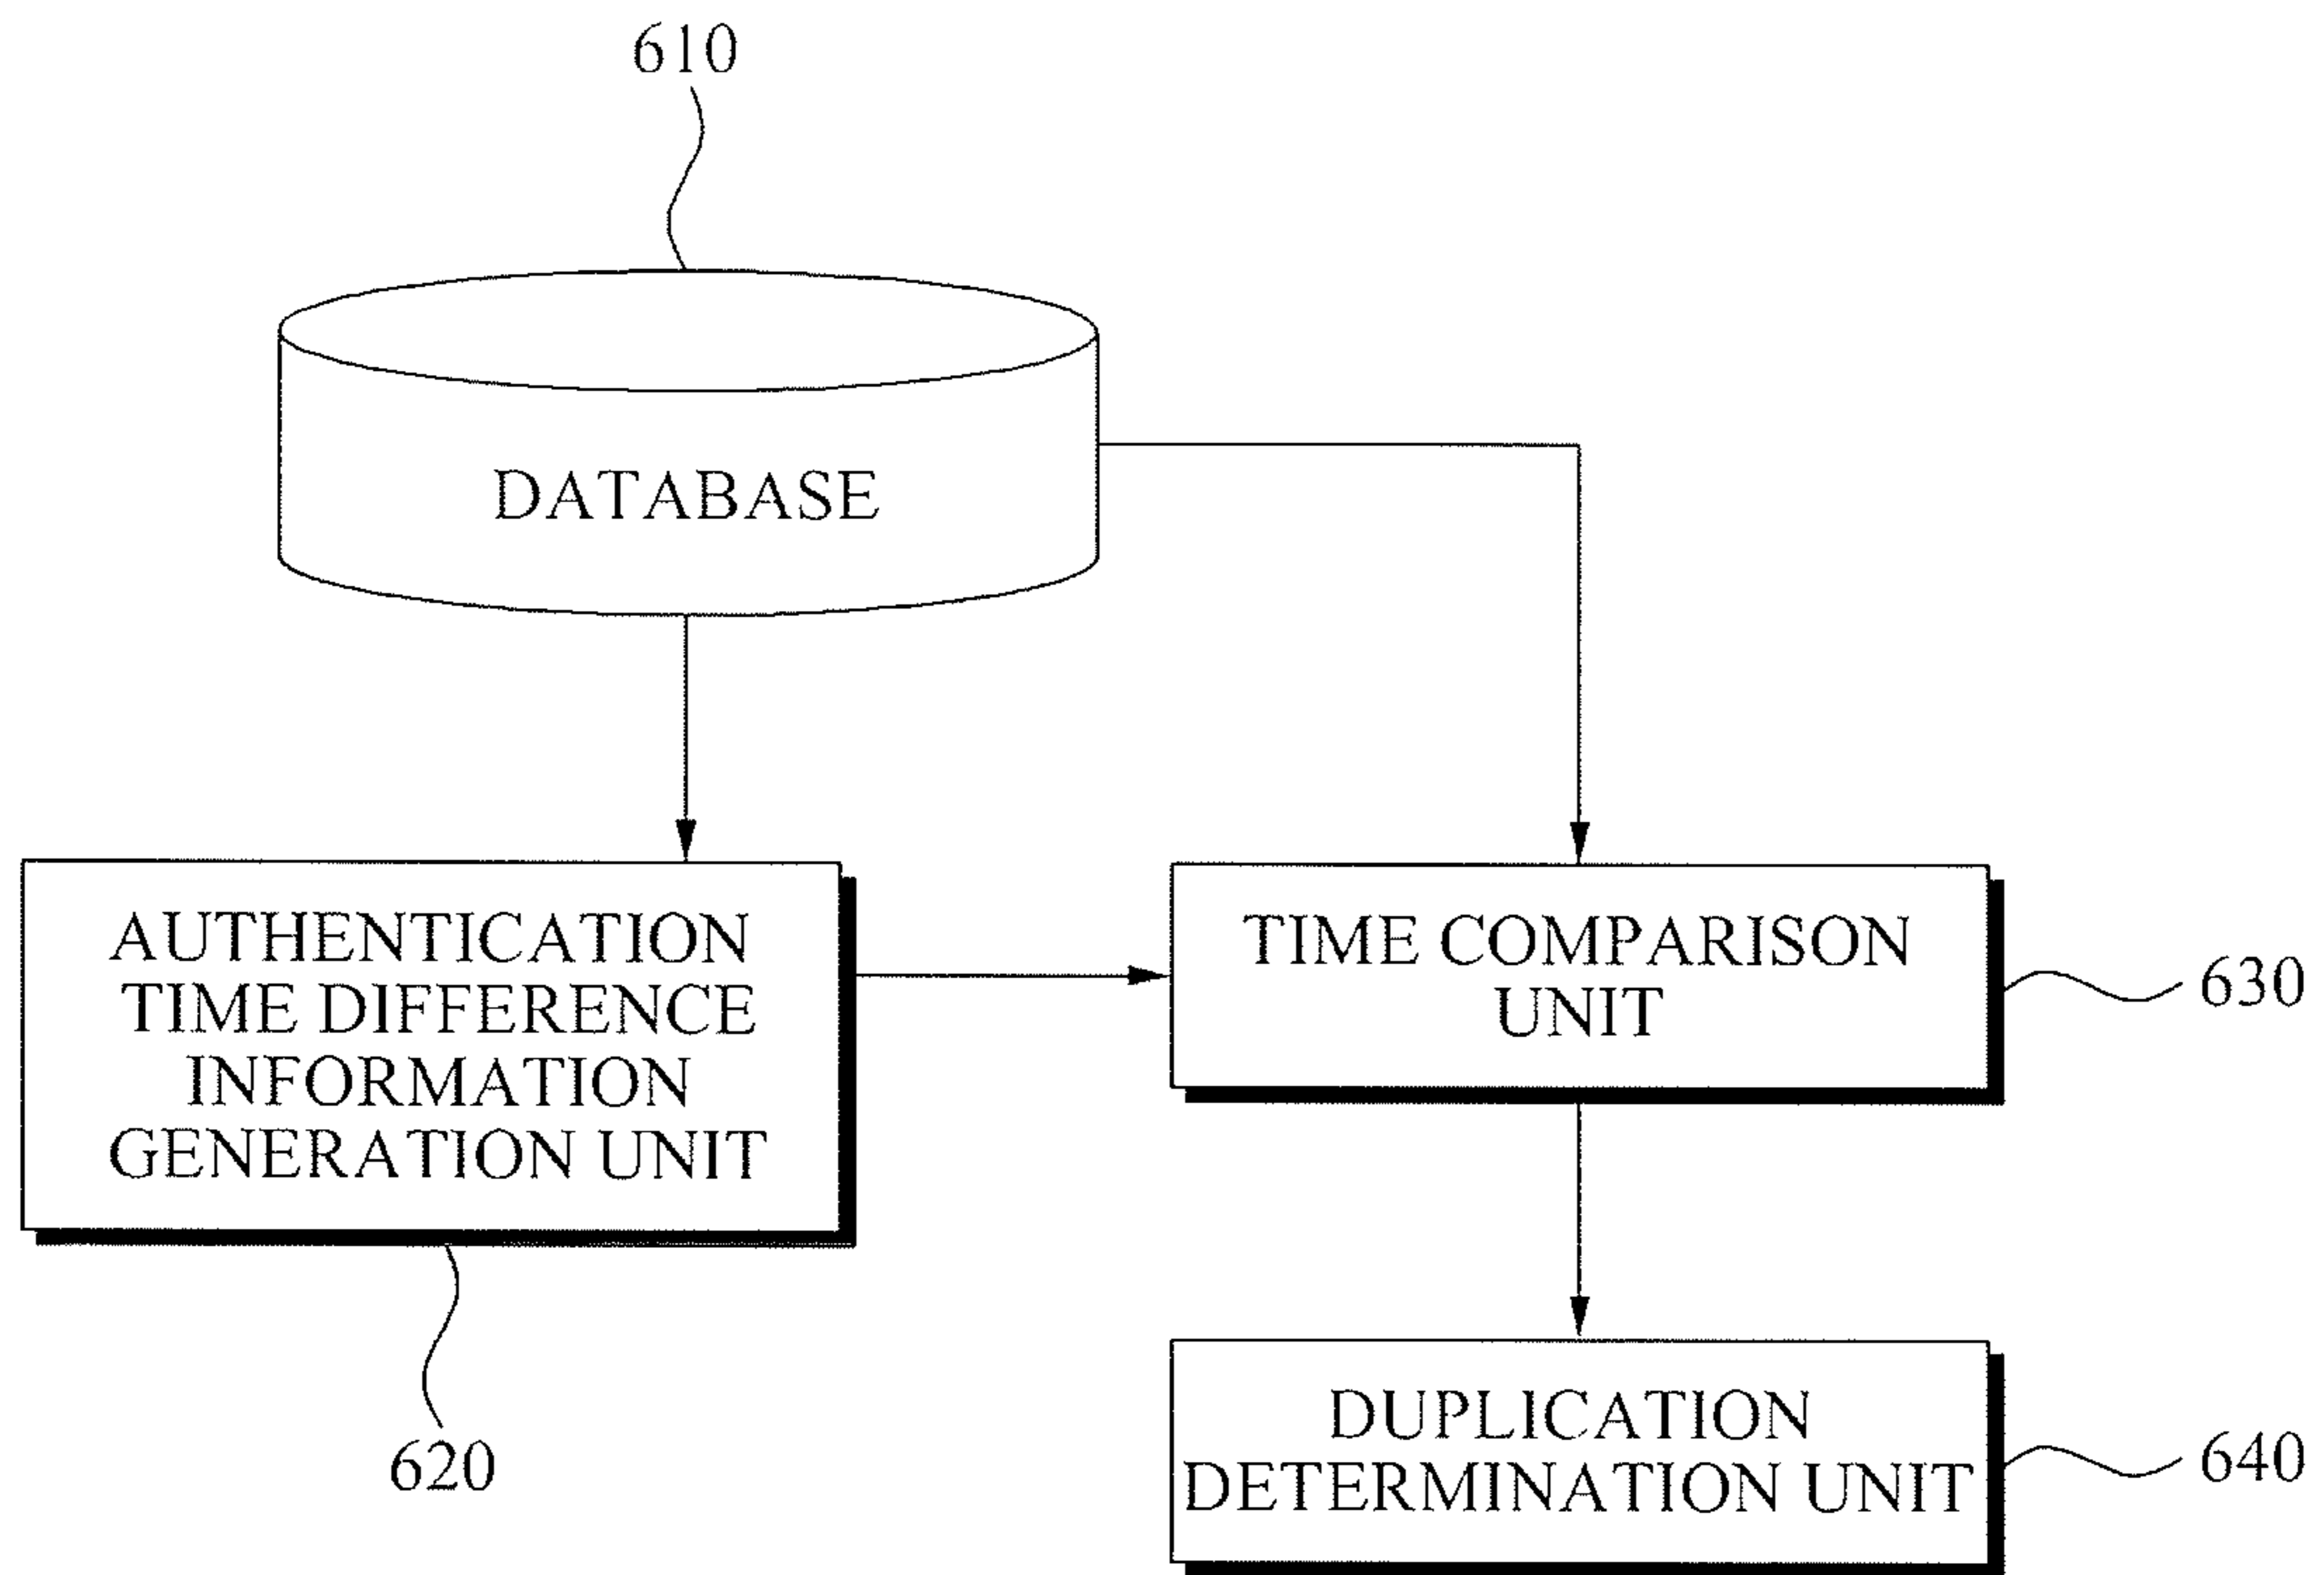 610
DATABASE
AUTHENTICATION
TIME DIFFERENCE
INFORMATION
GENERATION UNIT
620
TIME COMPARISON
UNIT
630
DUPLICATION
DETERMINATION UNIT
640